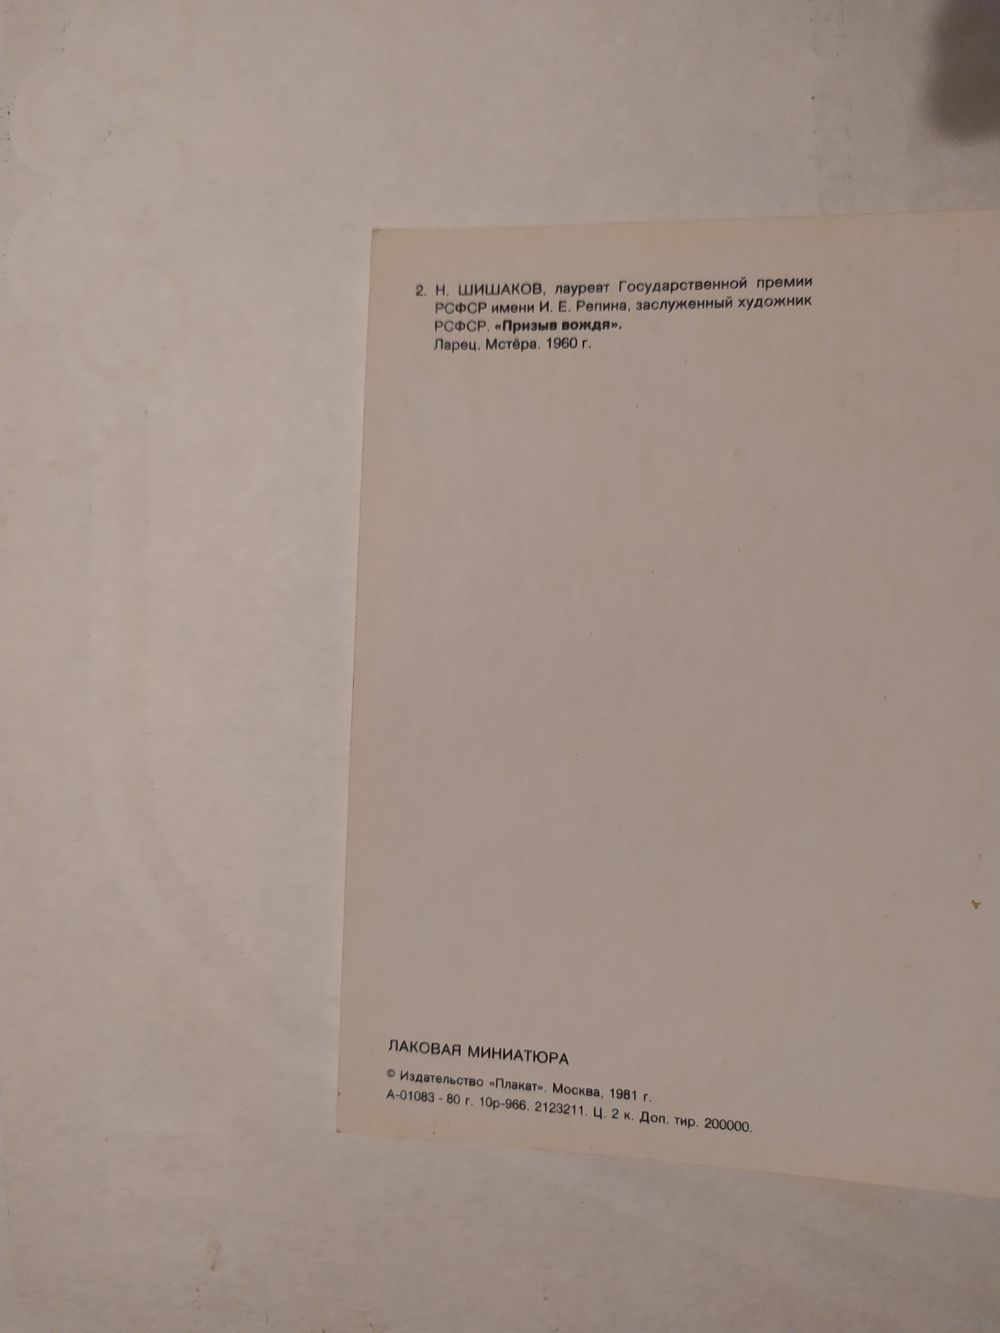 2. Н. ШИШАКОВ, лауреат Государственной премии
РСФСР имени И. Е. Репина, заслуженный художник
РСФСР. «Призыв вождя».
Ларец. Мстёра. 1960 г.
ЛАКОВАЯ МИНИАТЮРА
© Издательство «Плакат». Москва, 1981 г.
А-01083 - 80 г. 10р-966. 2123211. Ц. 2 к. Доп. тир. 200000.